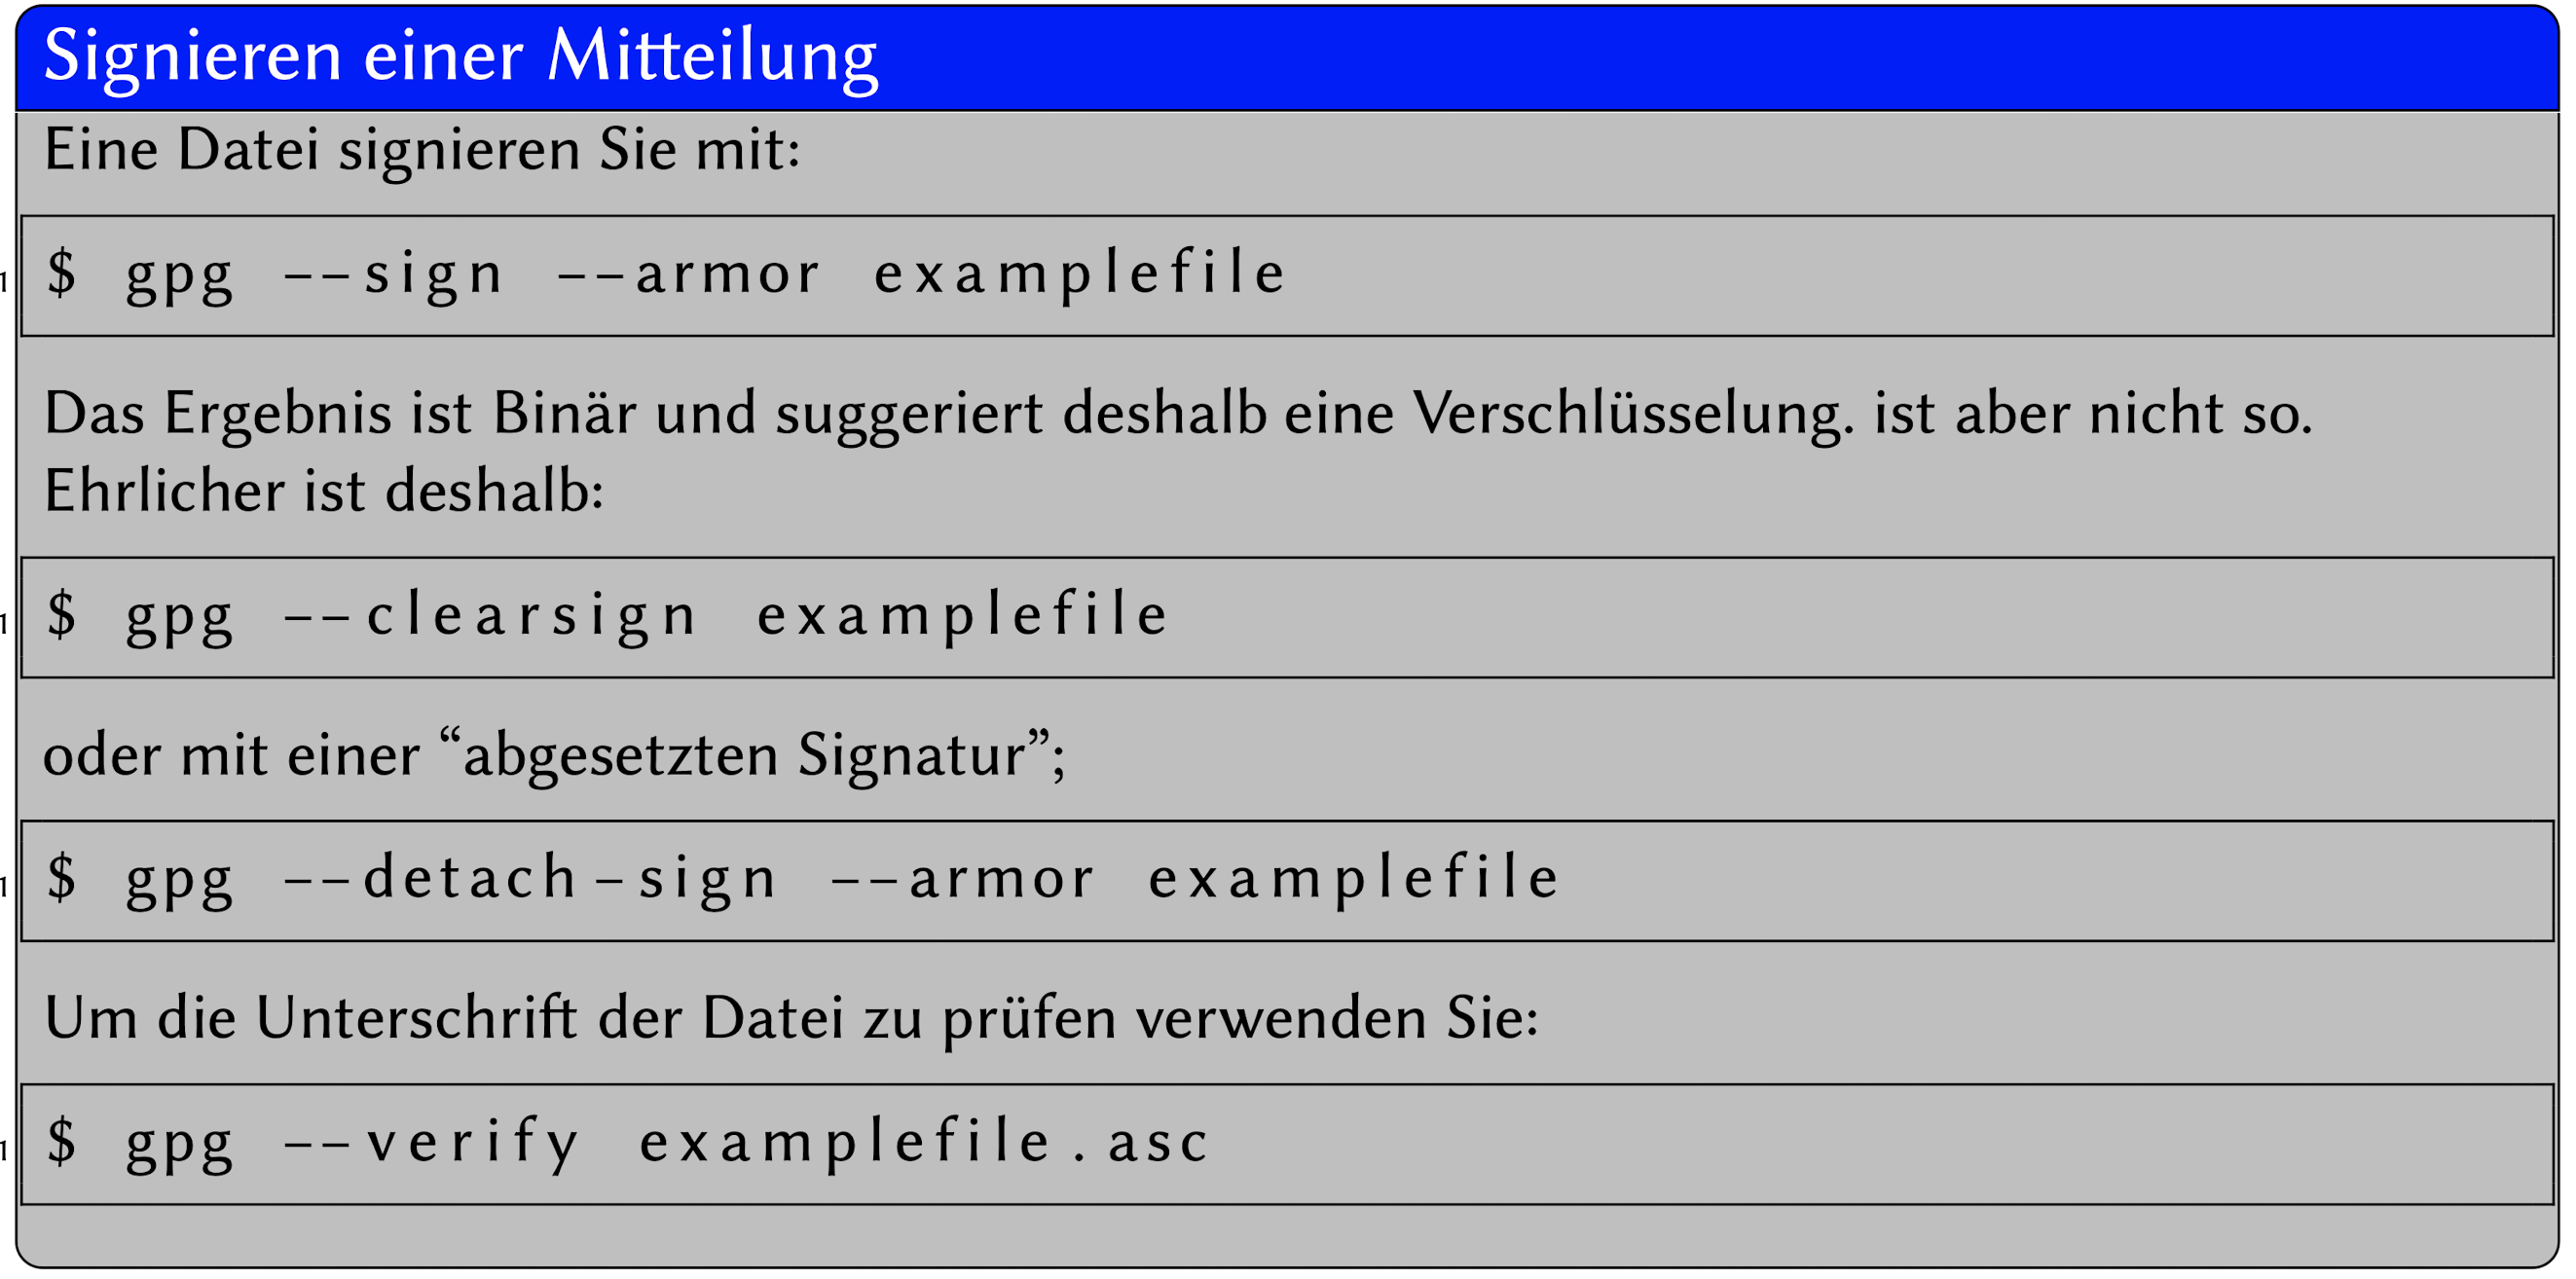 Signieren einer Mitteilung
Eine Datei signieren Sie mit:
1 $ gpg --sign --armor examplefile
Das Ergebnis ist Binär und suggeriert deshalb eine Verschlüsselung. ist aber nicht so.
Ehrlicher ist deshalb:
1 $ gpg --clearsign examplefile
oder mit einer “abgesetzten Signatur”;
1 $ gpg --detach-sign --armor examplefile
Um die Unterschrift der Datei zu prüfen verwenden Sie:
1 $ gpg --verify examplefile.asc